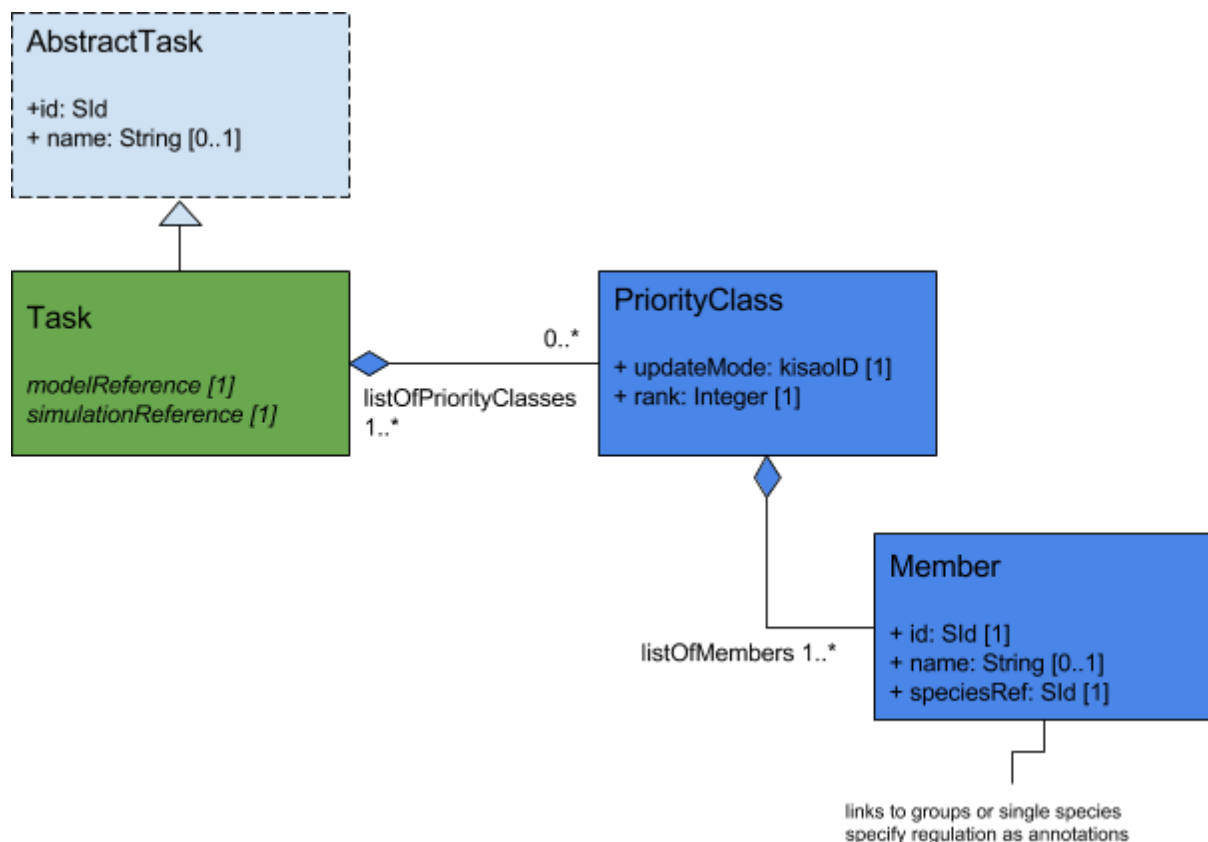 AbstractTask
+id: SId
+ name: String [0..1]
Task
modelReference [1]
simulationReference [1]
0..*
listOfPriorityClasses
1..*
PriorityClass
+ updateMode: kisaoID [1]
+ rank: Integer [1]
listOfMembers 1..*
Member
+ id: SId [1]
+ name: String [0..1]
+ speciesRef: SId [1]
links to groups or single species
specify regulation as annotations